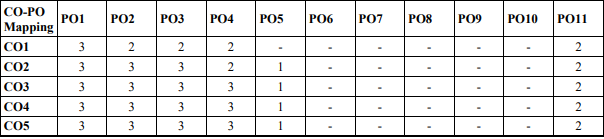 CO-PO Mapping PO1 PO2 PO3 PO4 PO5 PO6 PO7 PO8 PO9 PO10 PO11
CO1 3 2 2 2 - - - - - - 2
CO2 3 3 3 2 1 - - - - - 2
CO3 3 3 3 3 1 - - - - - 2
CO4 3 3 3 3 1 - - - - - 2
CO5 3 3 3 3 1 - - - - - 2